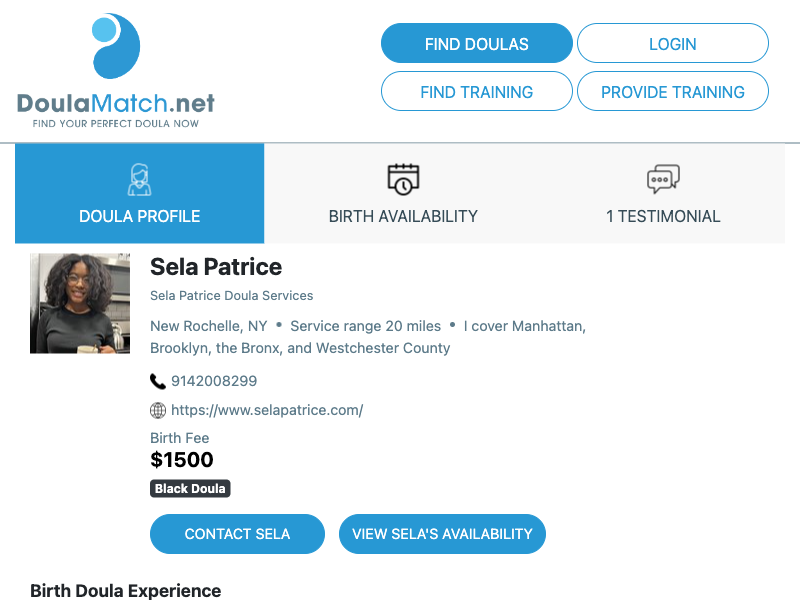 DoulaMatch.net
FIND YOUR PERFECT DOULA NOW
FIND DOULAS
LOGIN
FIND TRAINING
PROVIDE TRAINING
DOULA PROFILE
BIRTH AVAILABILITY
1 TESTIMONIAL
Sela Patrice
Sela Patrice Doula Services
New Rochelle, NY • Service range 20 miles • I cover Manhattan,
Brooklyn, the Bronx, and Westchester County
9142008299
https://www.selapatrice.com/
Birth Fee
$1500
Black Doula
CONTACT SELA
VIEW SELA'S AVAILABILITY
Birth Doula Experience